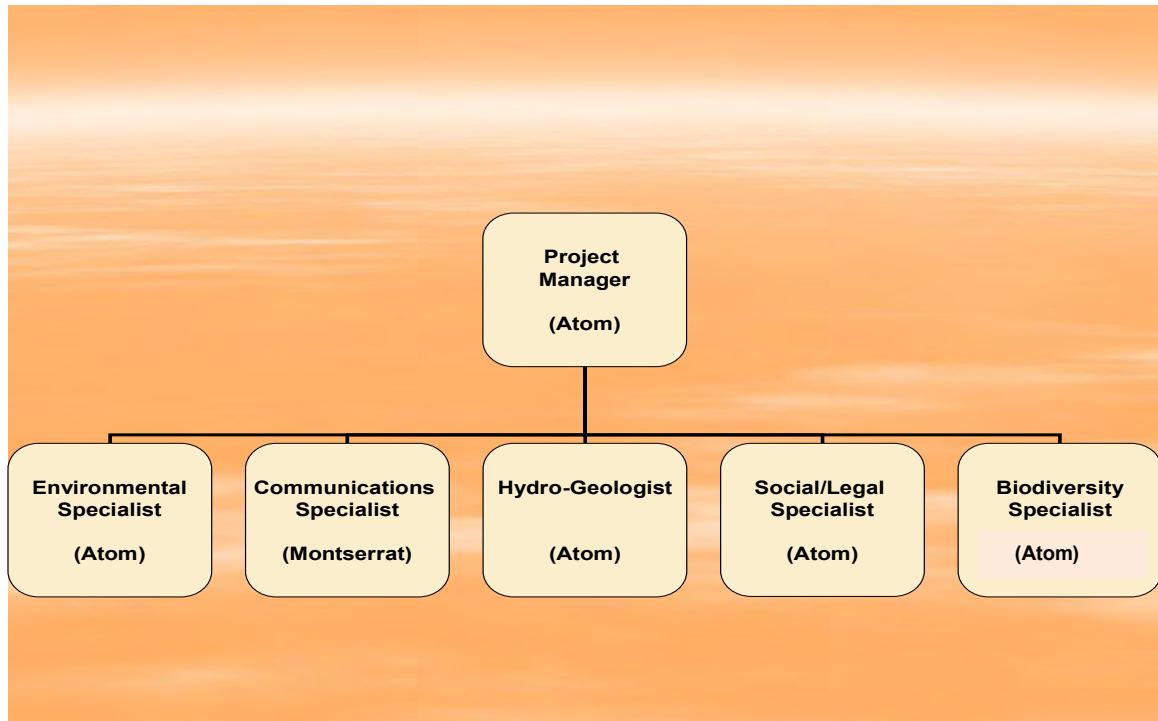 Project
Manager
(Atom)
Environmental
Specialist
(Atom)
Communications
Specialist
(Montserrat)
Hydro-Geologist
(Atom)
Social/Legal
Specialist
(Atom)
Biodiversity
Specialist
(Atom)